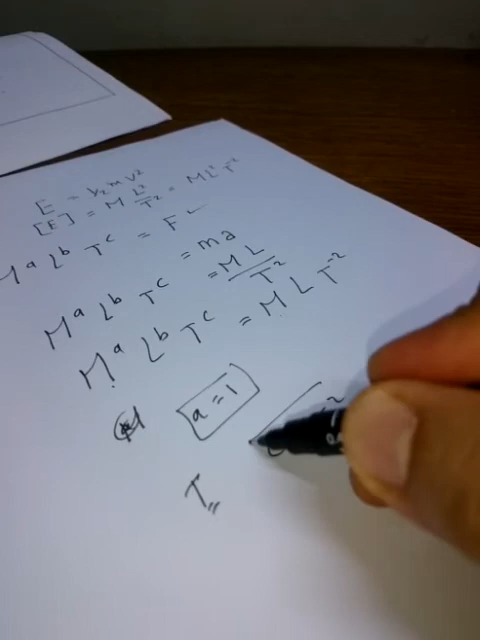 E = ½ m v²
[E] = M L²/T² = M L² T⁻²
Mᵃ Lᵇ Tᶜ = F ✓
Mᵃ Lᵇ Tᶜ = ma
= ML/T²
Mᵃ Lᵇ Tᶜ = M L T⁻²
a = 1
T